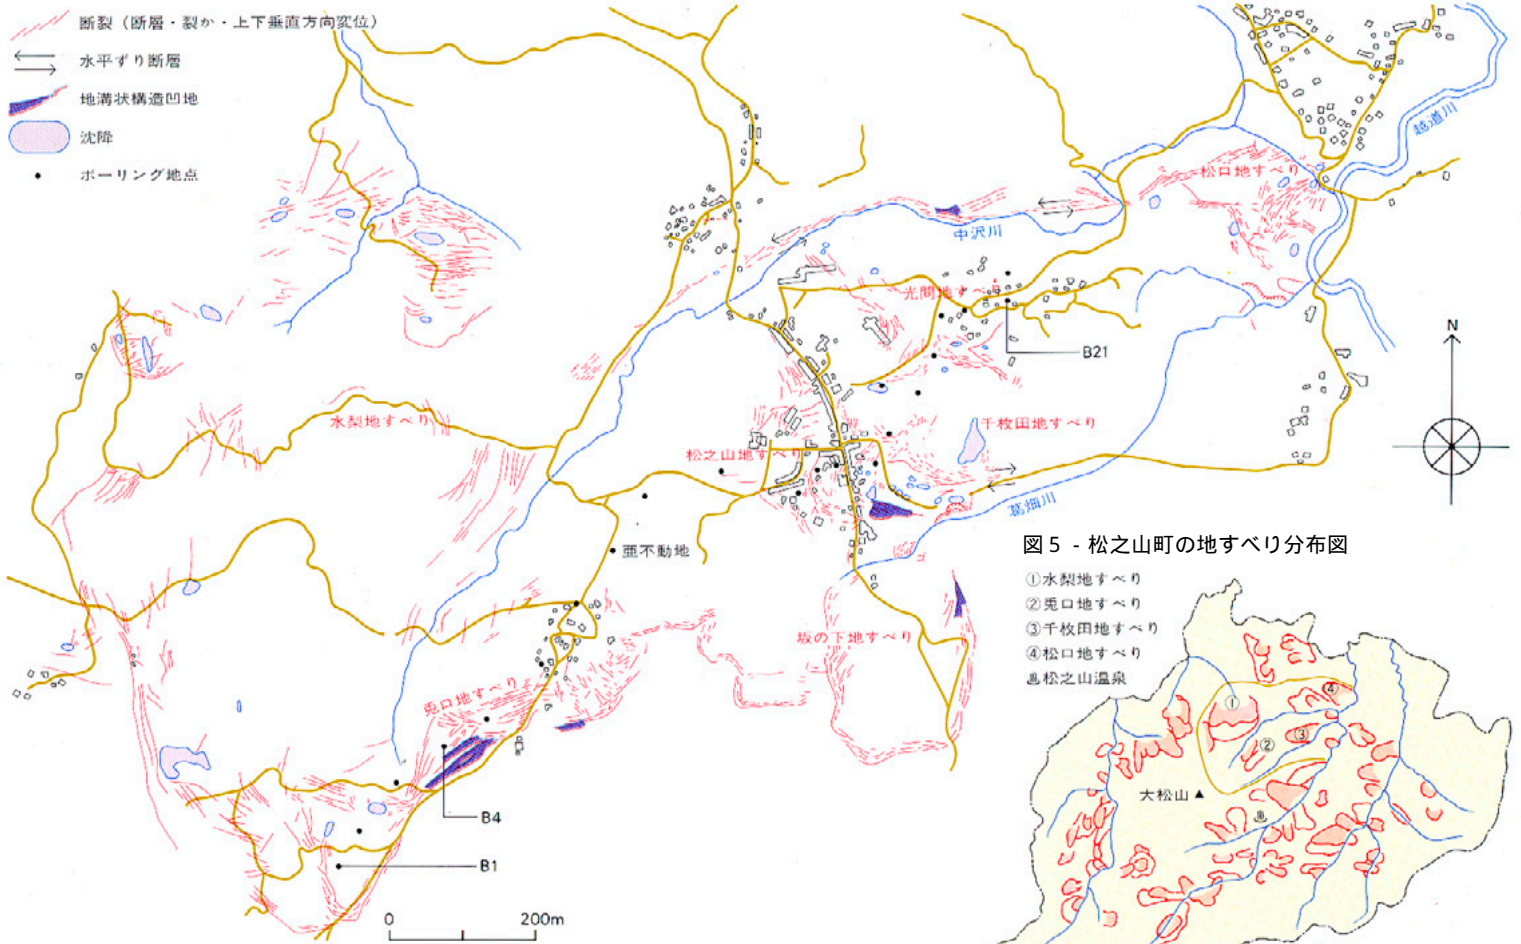 断裂（断層・裂か・上下垂直方向変位）
水平ずり断層
地溝状構造凹地
沈降
ボーリング地点
越道川
松口地すべり
中沢川
光間地すべり
B21
水梨地すべり
千枚田地すべり
松之山地すべり
葛畑川
N
亜不動地
図5 - 松之山町の地すべり分布図
①水梨地すべり
②兎口地すべり
③千枚田地すべり
④松口地すべり
♨松之山温泉
坂の下地すべり
兎口地すべり
①
②
③
④
大松山▲
♨
B4
B1
0 200m